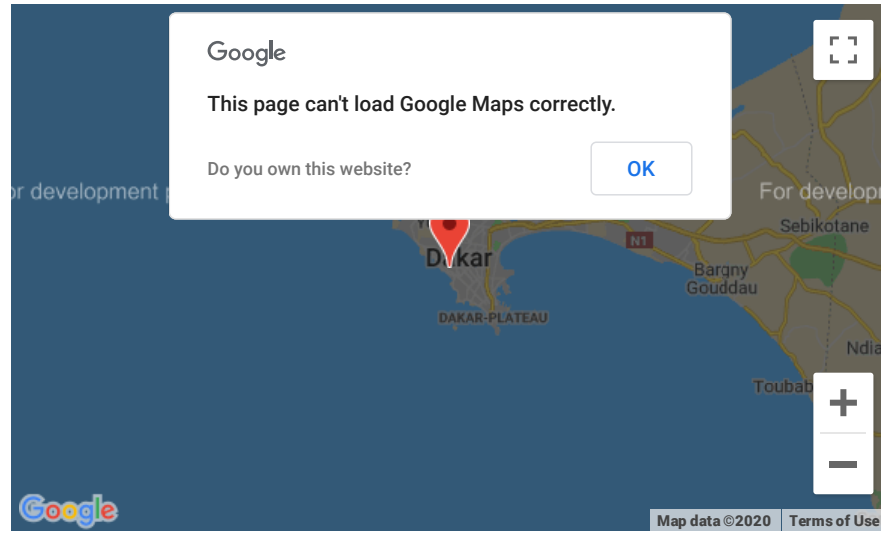 Google
This page can't load Google Maps correctly.
Do you own this website?
OK
or development
For develop
Sebikotane
N1
Dakar
Bargny
Gouddau
DAKAR-PLATEAU
Ndia
Toubab
Google
Map data ©2020
Terms of Use